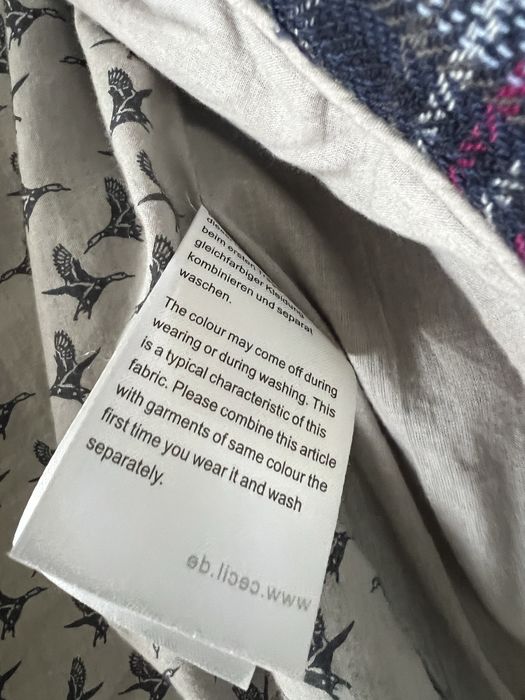 beim ersten
gleichfarbiger Kleidung
kombinieren und separat
waschen.
The colour may come off during
wearing or during washing. This
is a typical characteristic of this
fabric. Please combine this article
with garments of same colour the
first time you wear it and wash
separately.
www.cecil.de